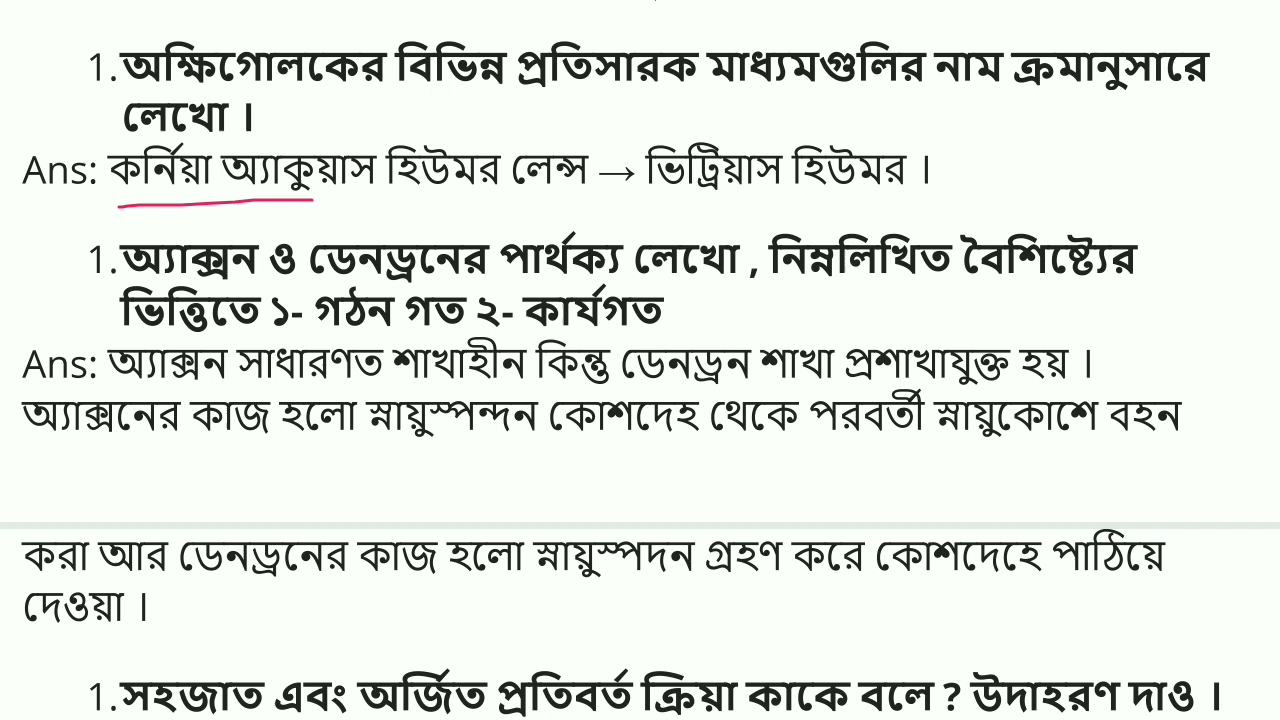 1. অক্ষিগোলকের বিভিন্ন প্রতিসারক মাধ্যমগুলির নাম ক্রমানুসারে
লেখো ।
Ans: কর্নিয়া অ্যাকুয়াস হিউমর লেন্স → ভিট্রিয়াস হিউমর ।
1. অ্যাক্সন ও ডেনড্রনের পার্থক্য লেখো , নিম্নলিখিত বৈশিষ্ট্যের
ভিত্তিতে ১- গঠন গত ২- কার্যগত
Ans: অ্যাক্সন সাধারণত শাখাহীন কিন্তু ডেনড্রন শাখা প্রশাখাযুক্ত হয় ।
অ্যাক্সনের কাজ হলো স্নায়ুস্পন্দন কোশদেহ থেকে পরবর্তী স্নায়ুকোশে বহন
করা আর ডেনড্রনের কাজ হলো স্নায়ুস্পদন গ্রহণ করে কোশদেহে পাঠিয়ে
দেওয়া ।
1. সহজাত এবং অর্জিত প্রতিবর্ত ক্রিয়া কাকে বলে ? উদাহরণ দাও ।